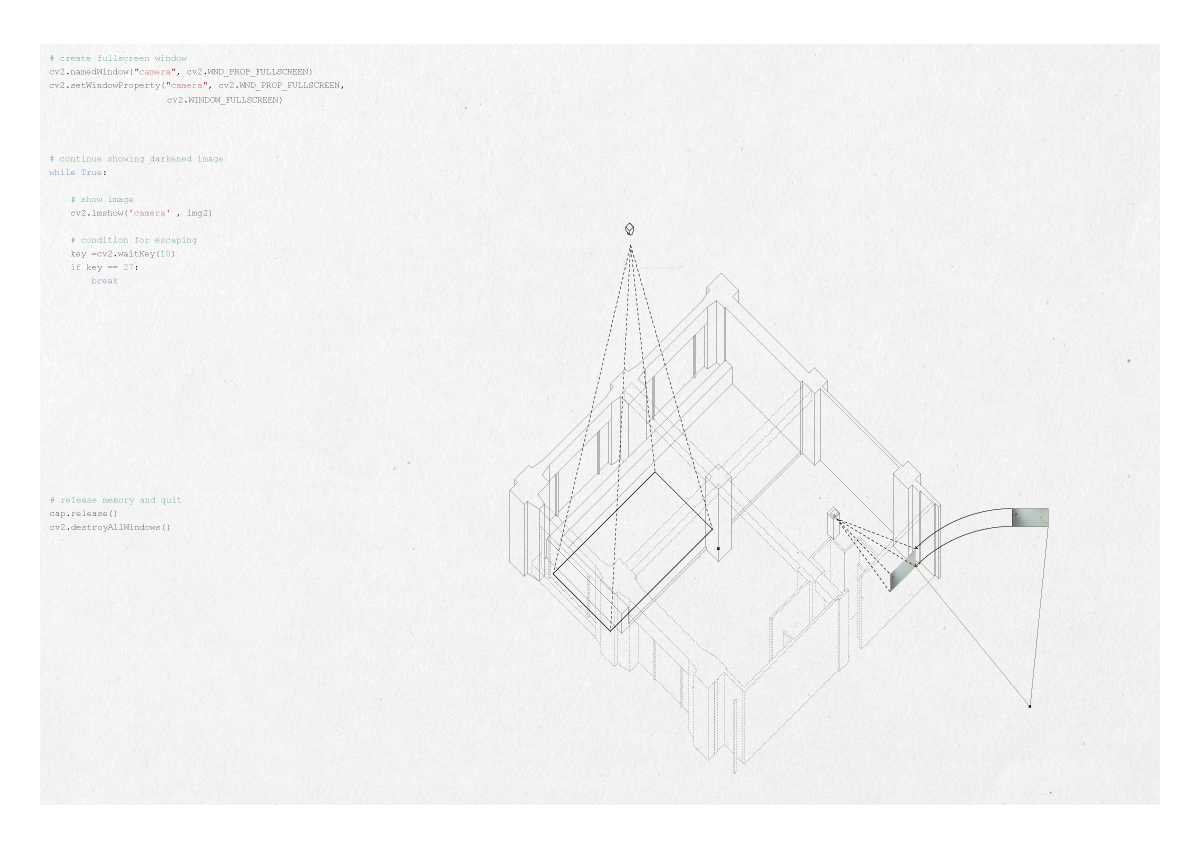 # create fullscreen window
cv2.namedWindow("camera", cv2.WND_PROP_FULLSCREEN)
cv2.setWindowProperty("camera", cv2.WND_PROP_FULLSCREEN,
cv2.WINDOW_FULLSCREEN)
# continue showing darkened image
while True:
# show image
cv2.imshow('camera' , img2)
# condition for escaping
key =cv2.waitKey(10)
if key == 27:
break
# release memory and quit
cap.release()
cv2.destroyAllWindows()